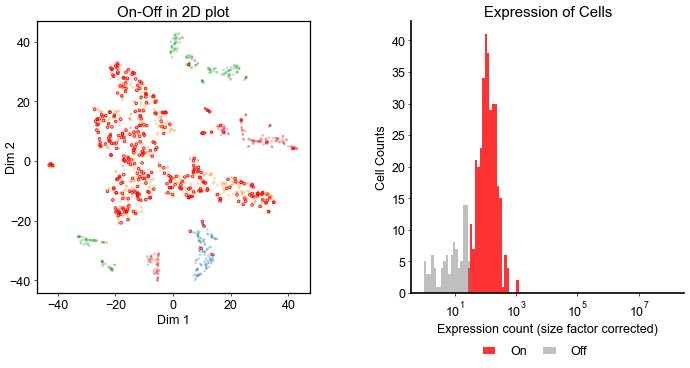 On-Off in 2D plot
40
20
0
−20
−40
Dim 2
−40 −20 0 20 40
Dim 1
Expression of Cells
40
35
30
25
20
15
10
5
0
Cell Counts
10^1 10^3 10^5 10^7
Expression count (size factor corrected)
On Off